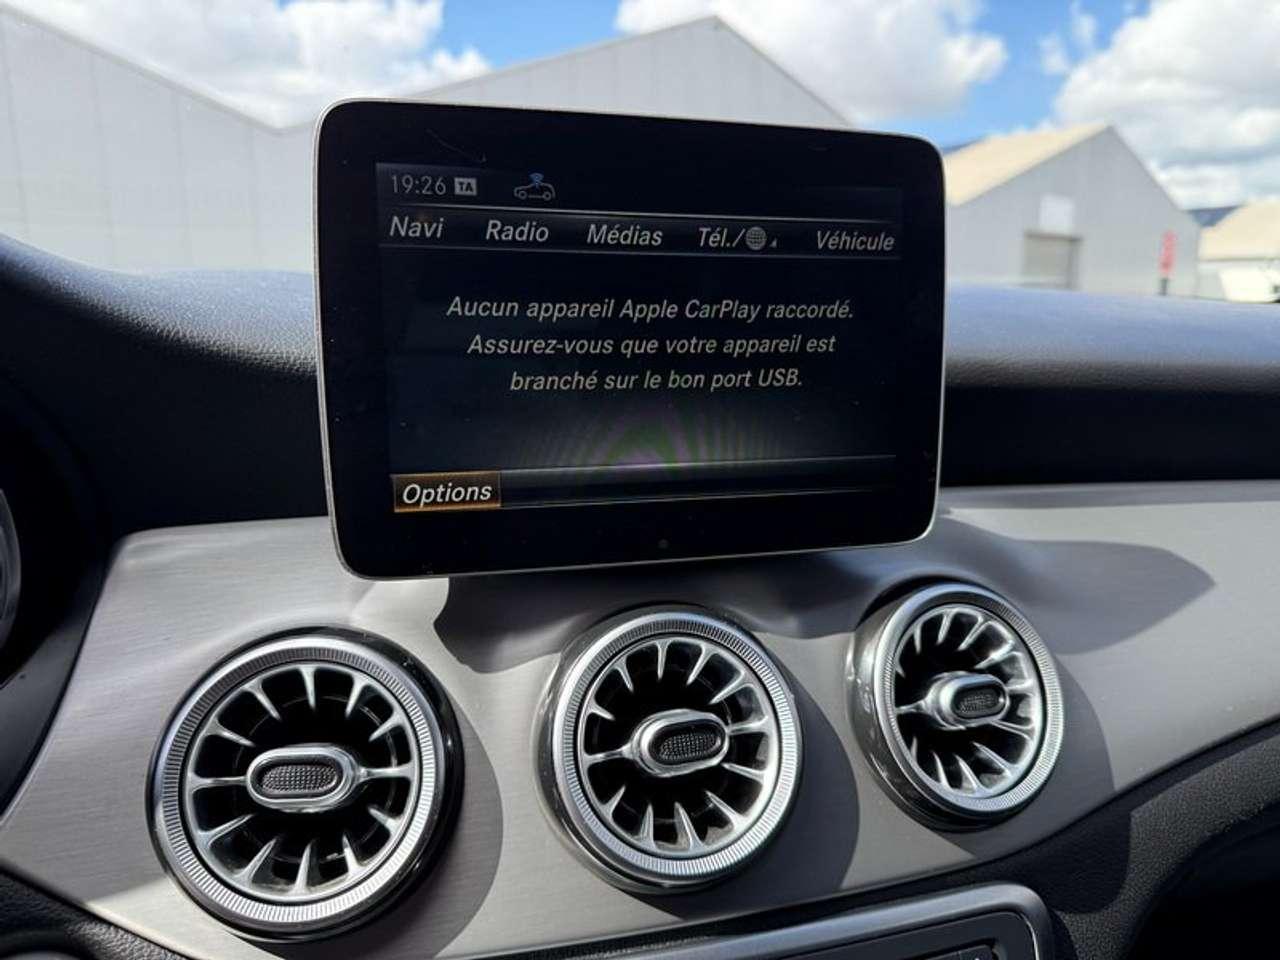 19:26 TA
Navi Radio Médias Tél./ Véhicule
Aucun appareil Apple CarPlay raccordé.
Assurez-vous que votre appareil est
branché sur le bon port USB.
Options